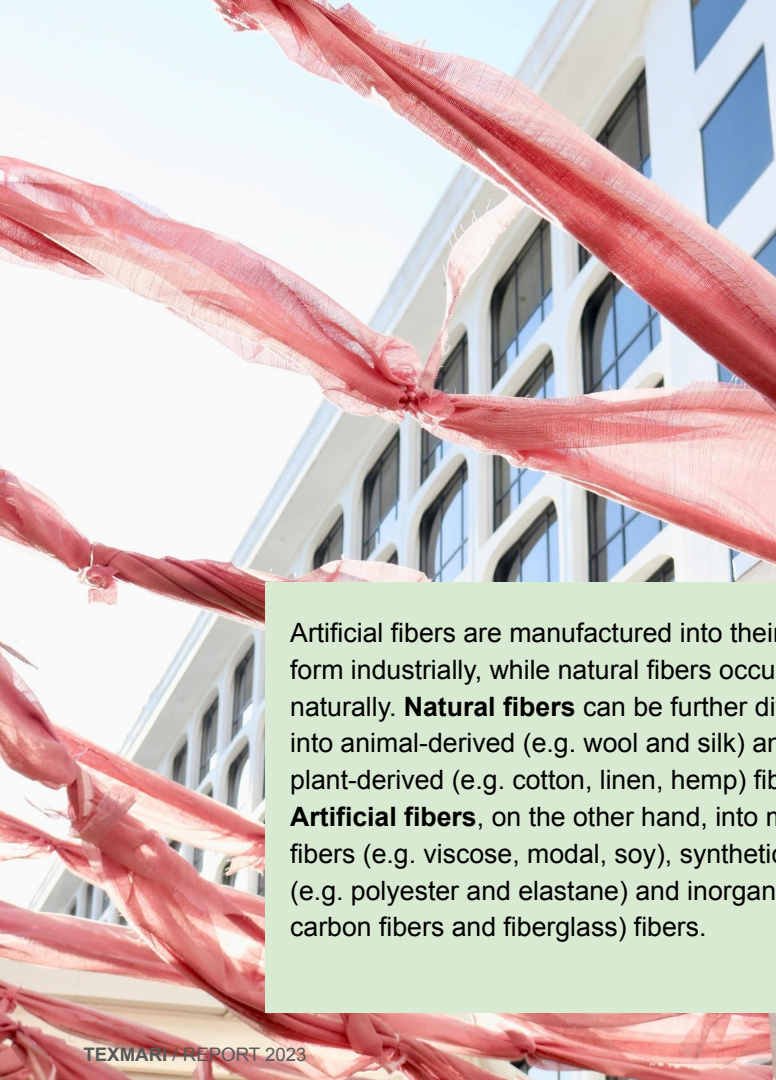 Artificial fibers are manufactured into their
form industrially, while natural fibers occu
naturally. Natural fibers can be further di
into animal-derived (e.g. wool and silk) an
plant-derived (e.g. cotton, linen, hemp) fib
Artificial fibers, on the other hand, into
fibers (e.g. viscose, modal, soy), synthetic
(e.g. polyester and elastane) and inorgan
carbon fibers and fiberglass) fibers.
TEXMARI / REPORT 2023